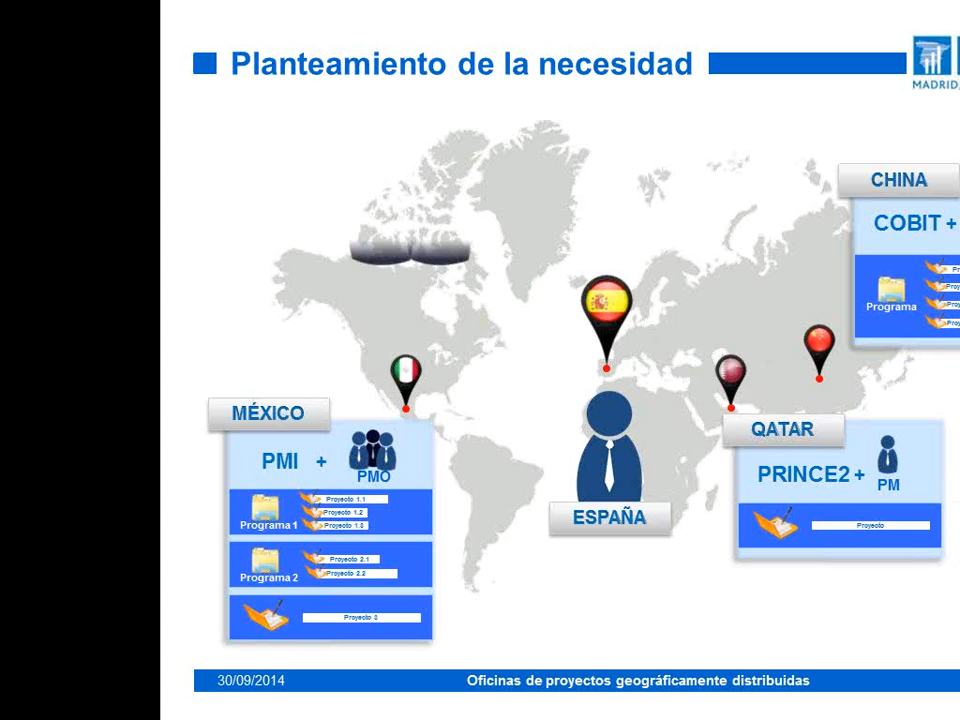 Planteamiento de la necesidad
MADRID
CHINA
COBIT +
Programa
MÉXICO
PMI +
PMO
Programa 1
Proyecto 1.1
Proyecto 1.2
Proyecto 1.3
Programa 2
Proyecto 2.1
Proyecto 2.2
Proyecto 3
ESPAÑA
QATAR
PRINCE2 +
PM
Proyecto
30/09/2014
Oficinas de proyectos geográficamente distribuidas